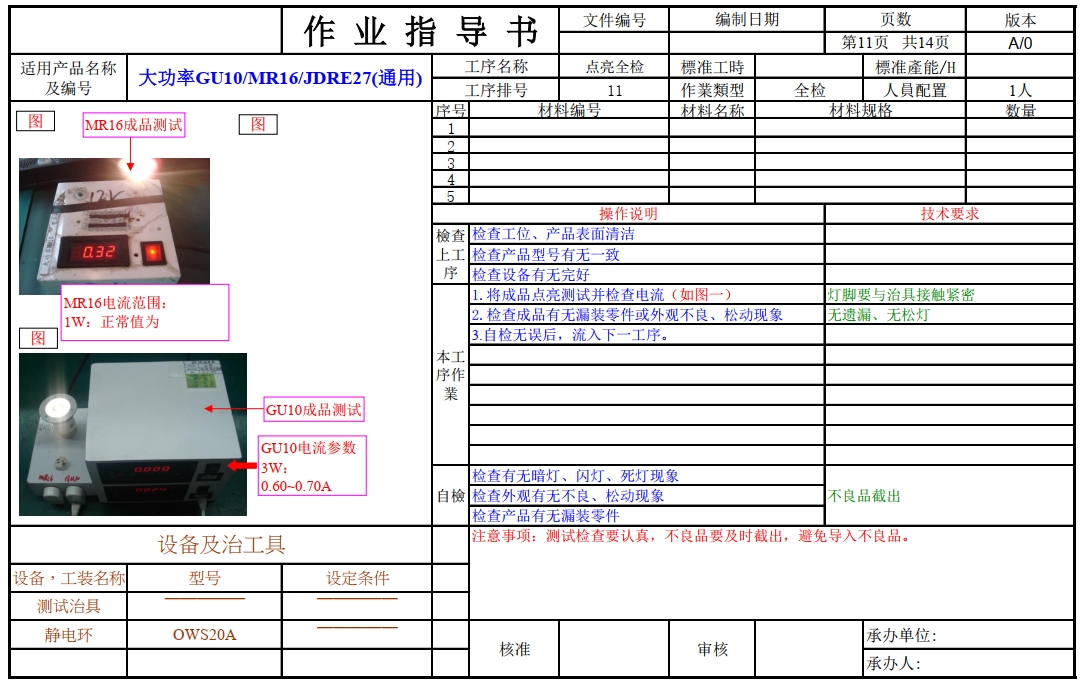 作 业 指 导 书
文件编号
编制日期
页数
版本
第11页 共14页
A/0
适用产品名称
及编号
大功率GU10/MR16/JDRE27(通用)
工序名称
点亮全检
標准工時
標准產能/H
工序排号
11
作業類型
全检
人員配置
1人
序号
材料编号
材料名称
材料规格
数量
1
2
3
4
5
图
MR16成品测试
图
12V
0.32
MR16电流范围：
1W：正常值为
图
GU10成品测试
GU10电流参数
3W：
0.60~0.70A
0000
MR16 GU10
操作说明
技术要求
檢查
上工
序
检查工位、产品表面清洁
检查产品型号有无一致
检查设备有无完好
本工
序作
業
1. 将成品点亮测试并检查电流（如图一）
灯脚要与治具接触紧密
2. 检查成品有无漏装零件或外观不良、松动现象
无遗漏、无松灯
3.自检无误后，流入下一工序。
自檢
检查有无暗灯、闪灯、死灯现象
检查外观有无不良、松动现象
检查产品有无漏装零件
不良品截出
注意事项：测试检查要认真，不良品要及时截出，避免导入不良品。
设备及治工具
设备，工装名称
型号
设定条件
测试治具
静电环
OWS20A
核准
审核
承办单位:
承办人: